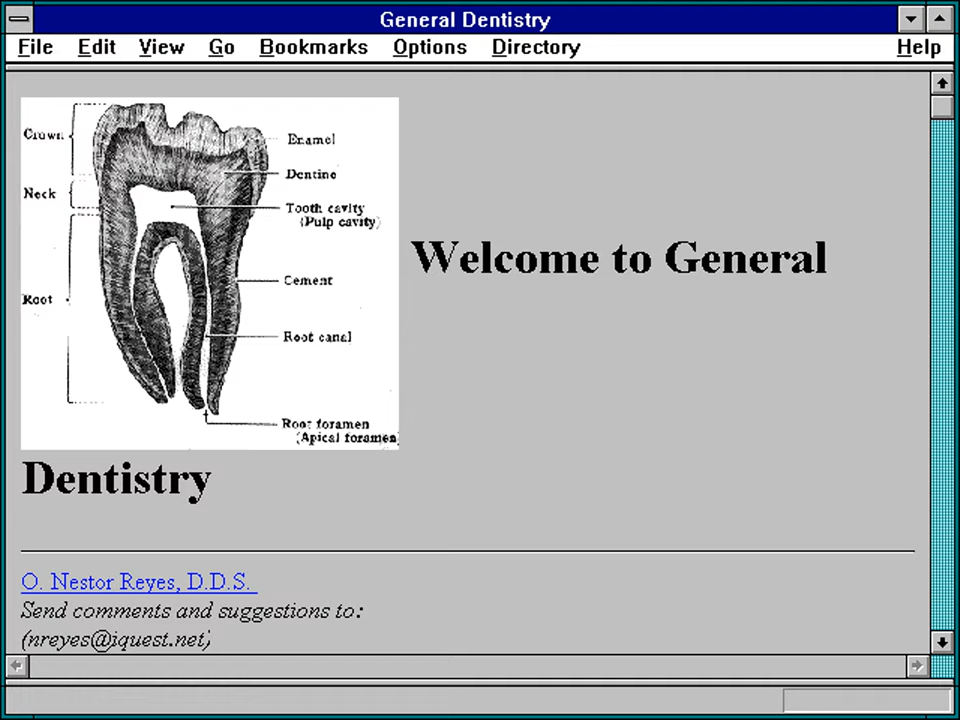 General Dentistry
File Edit View Go Bookmarks Options Directory Help
Crown
Neck
Root
Enamel
Dentine
Tooth cavity
(Pulp cavity)
Cement
Root canal
Root foramen
(Apical foramen)
Welcome to General
Dentistry
O. Nestor Reyes, D.D.S.
Send comments and suggestions to:
(nreyes@iquest.net)